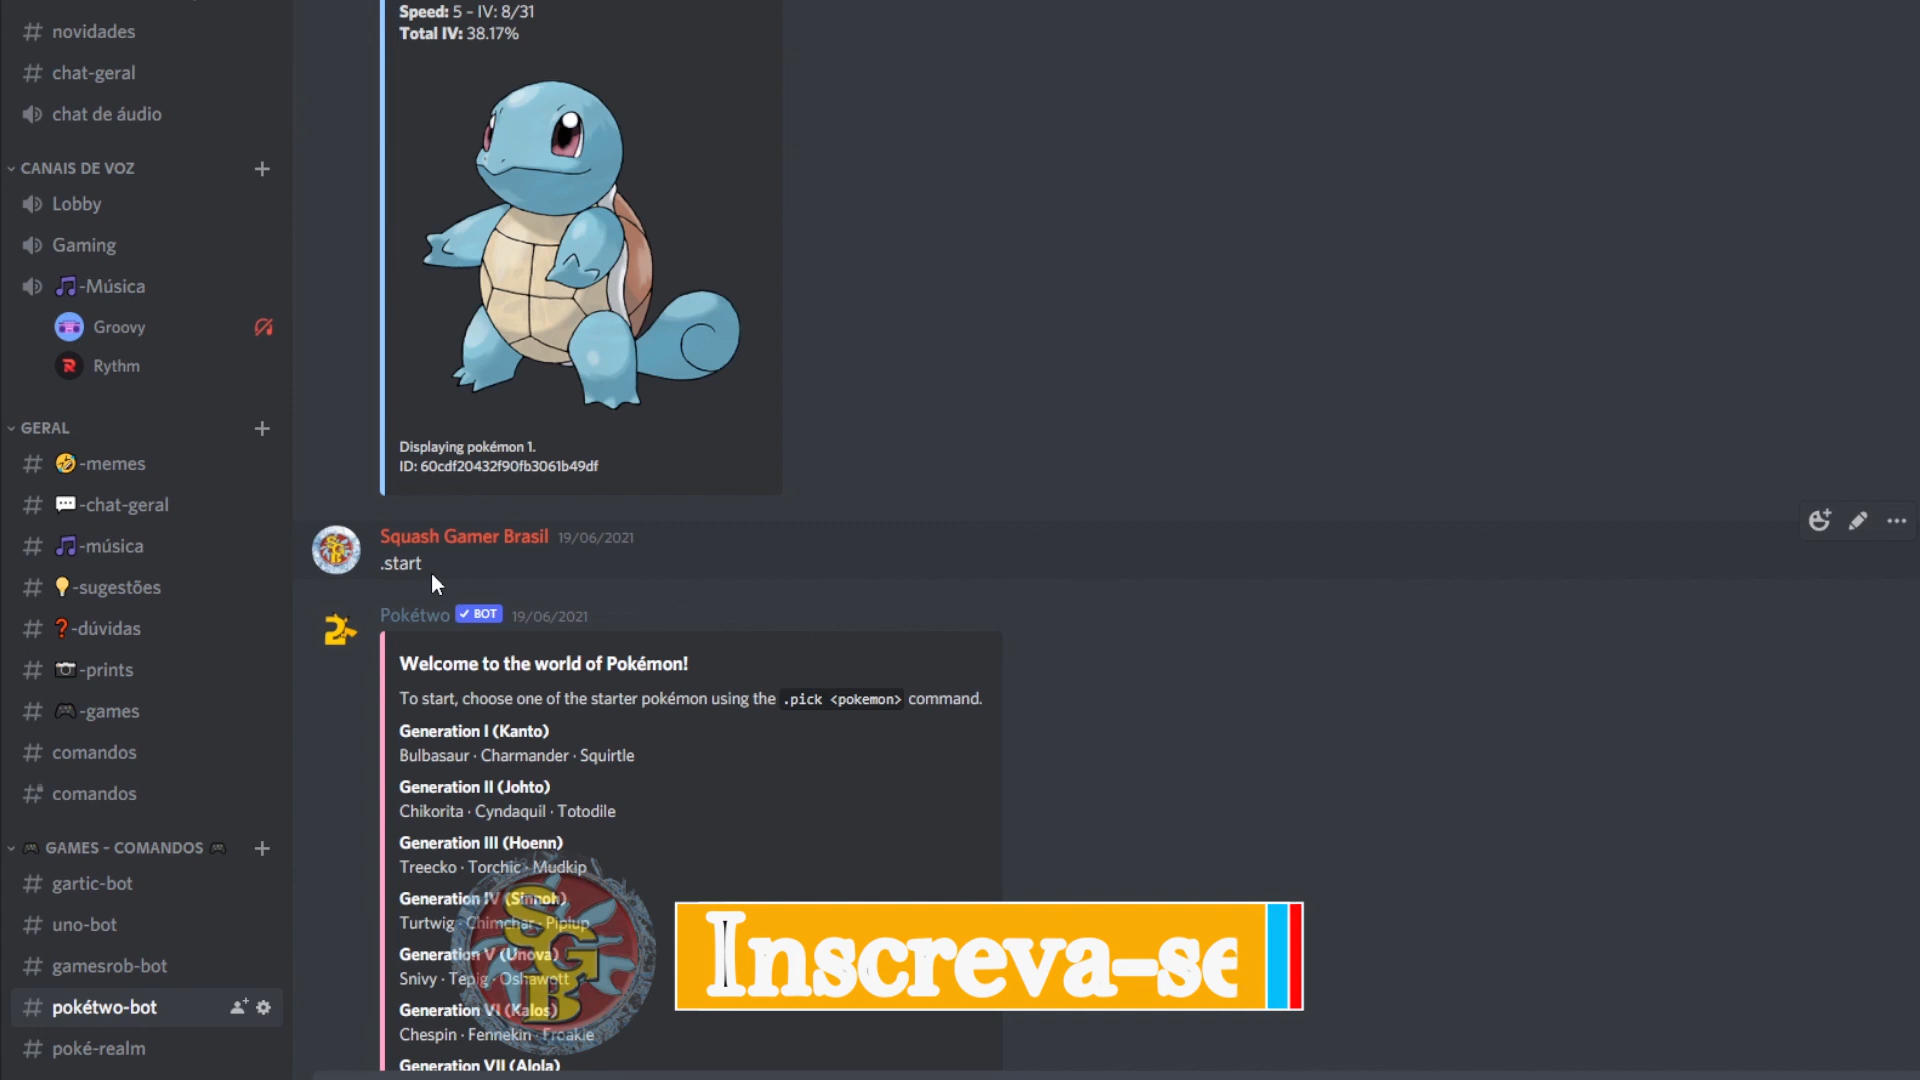 novidades
chat-geral
chat de áudio
CANAIS DE VOZ
Lobby
Gaming
🎵-Música
Groovy
Rythm
GERAL
🤣-memes
💬-chat-geral
🎵-música
💡-sugestões
❓-dúvidas
📷-prints
🎮-games
comandos
comandos
🎮 GAMES - COMANDOS 🎮
gartic-bot
uno-bot
gamesrob-bot
pokétwo-bot
poké-realm
Speed: 5 – IV: 8/31
Total IV: 38.17%
Displaying pokémon 1.
ID: 60cdf20432f90fb3061b49df
Squash Gamer Brasil 19/06/2021
.start
Pokétwo ✓ BOT 19/06/2021
Welcome to the world of Pokémon!
To start, choose one of the starter pokémon using the .pick <pokemon> command.
Generation I (Kanto)
Bulbasaur · Charmander · Squirtle
Generation II (Johto)
Chikorita · Cyndaquil · Totodile
Generation III (Hoenn)
Treecko · Torchic · Mudkip
Generation IV (Sinnoh)
Turtwig · Chimchar · Piplup
Generation V (Unova)
Snivy · Tepig · Oshawott
Generation VI (Kalos)
Chespin · Fennekin · Froakie
Generation VII (Alola)
SGB
Inscreva-se